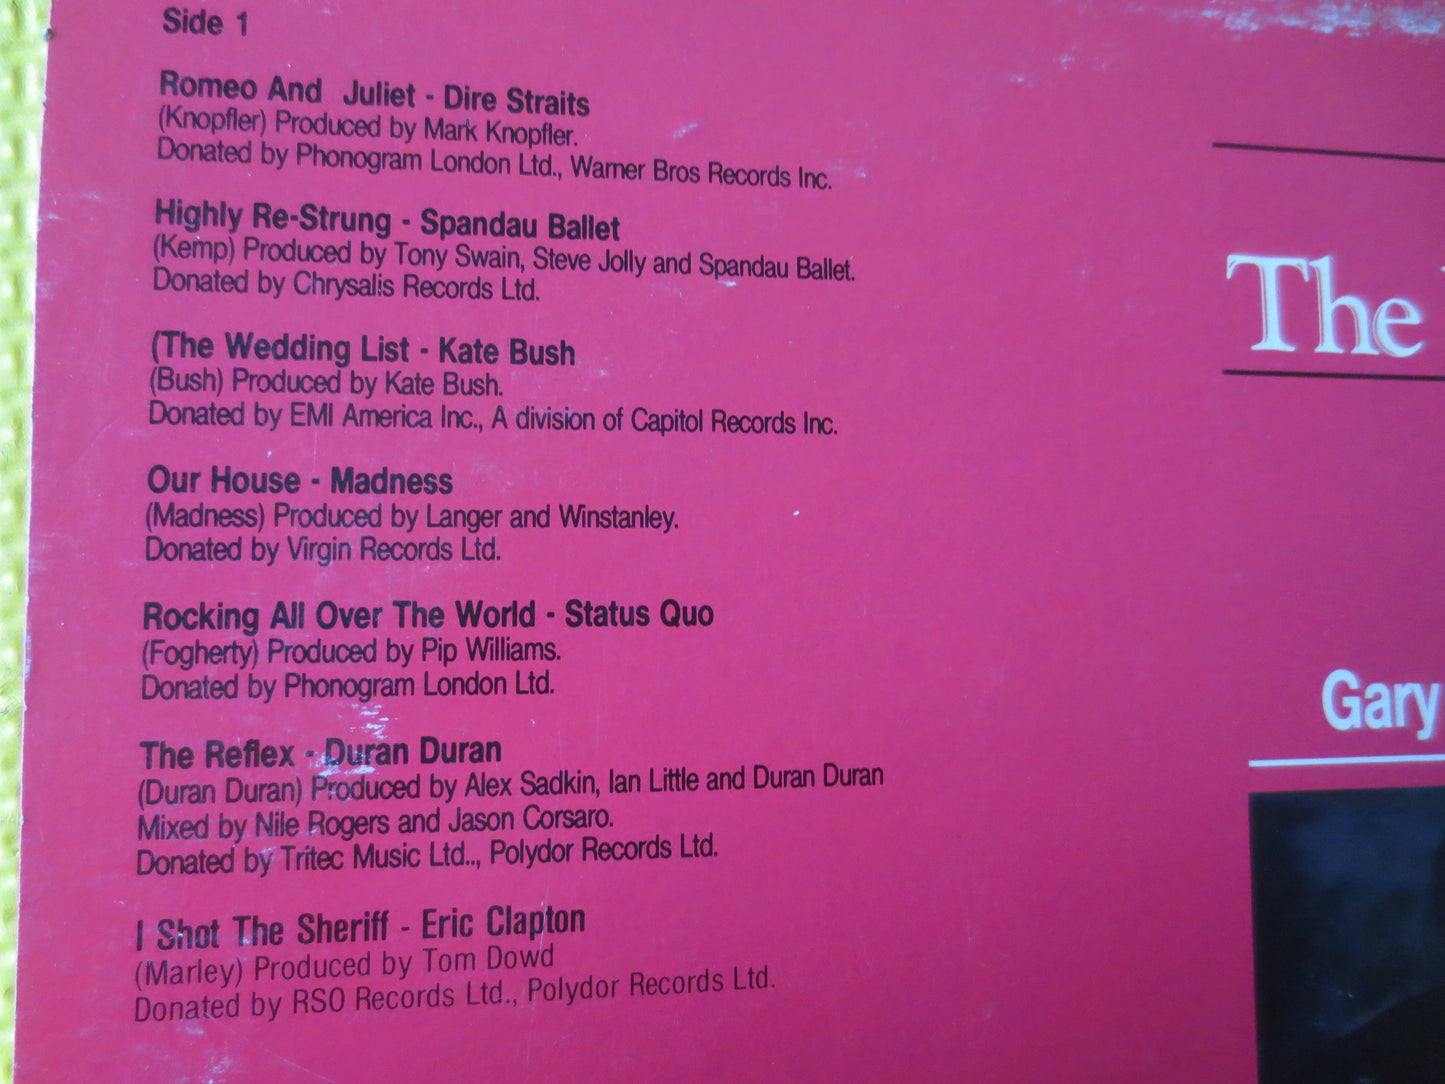 Side 1
Romeo And Juliet - Dire Straits
(Knopfler) Produced by Mark Knopfler.
Donated by Phonogram London Ltd., Warner Bros Records Inc.
Highly Re-Strung - Spandau Ballet
(Kemp) Produced by Tony Swain, Steve Jolly and Spandau Ballet.
Donated by Chrysalis Records Ltd.
(The Wedding List - Kate Bush
(Bush) Produced by Kate Bush.
Donated by EMI America Inc., A division of Capitol Records Inc.
Our House - Madness
(Madness) Produced by Langer and Winstanley.
Donated by Virgin Records Ltd.
Rocking All Over The World - Status Quo
(Fogherty) Produced by Pip Williams.
Donated by Phonogram London Ltd.
The Reflex - Duran Duran
(Duran Duran) Produced by Alex Sadkin, Ian Little and Duran Duran
Mixed by Nile Rogers and Jason Corsaro.
Donated by Tritec Music Ltd.., Polydor Records Ltd.
I Shot The Sheriff - Eric Clapton
(Marley) Produced by Tom Dowd
Donated by RSO Records Ltd., Polydor Records Ltd.
The
Gary